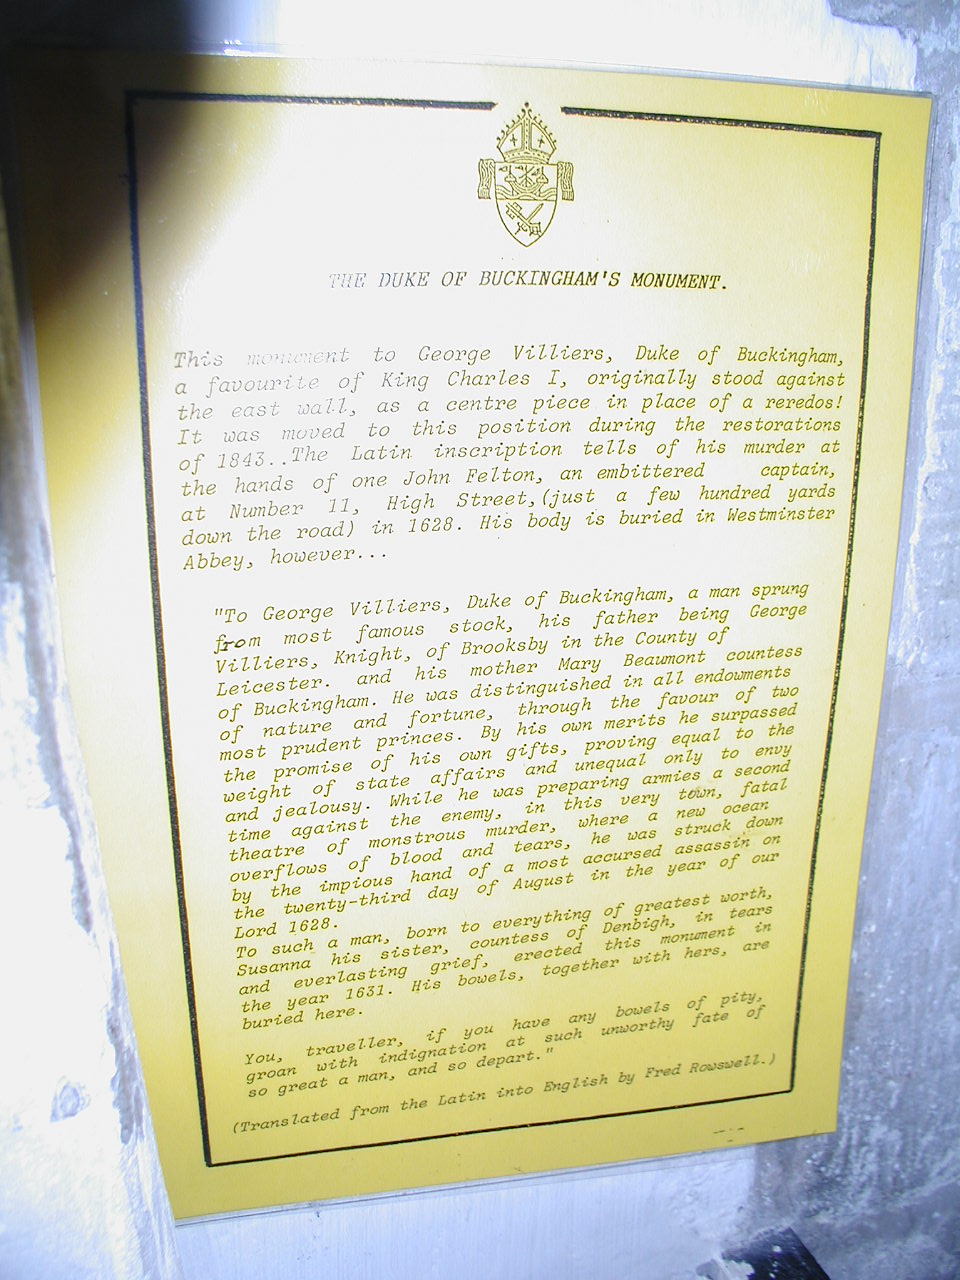 THE DUKE OF BUCKINGHAM'S MONUMENT.
This monument to George Villiers, Duke of Buckingham,
a favourite of King Charles I, originally stood against
the east wall, as a centre piece in place of a reredos!
It was moved to this position during the restorations
of 1843..The Latin inscription tells of his murder at
the hands of one John Felton, an embittered captain,
at Number 11, High Street,(just a few hundred yards
down the road) in 1628. His body is buried in Westminster
Abbey, however...
"To George Villiers, Duke of Buckingham, a man sprung
from most famous stock, his father being George
Villiers, Knight, of Brooksby in the County of
Leicester. and his mother Mary Beaumont countess
of Buckingham. He was distinguished in all endowments
of nature and fortune, through the favour of two
most prudent princes. By his own merits he surpassed
the promise of his own gifts, proving equal to the
weight of state affairs and unequal only to envy
and jealousy. While he was preparing armies a second
time against the enemy, in this very town, fatal
theatre of monstrous murder, where a new ocean
overflows of blood and tears, he was struck down
by the impious hand of a most accursed assassin on
the twenty-third day of August in the year of our
Lord 1628.
To such a man, born to everything of greatest worth,
Susanna his sister, countess of Denbigh, in tears
and everlasting grief, erected this monument in
the year 1631. His bowels, together with hers, are
buried here.
You, traveller, if you have any bowels of pity,
groan with indignation at such unworthy fate of
so great a man, and so depart."
(Translated from the Latin into English by Fred Rowswell.)